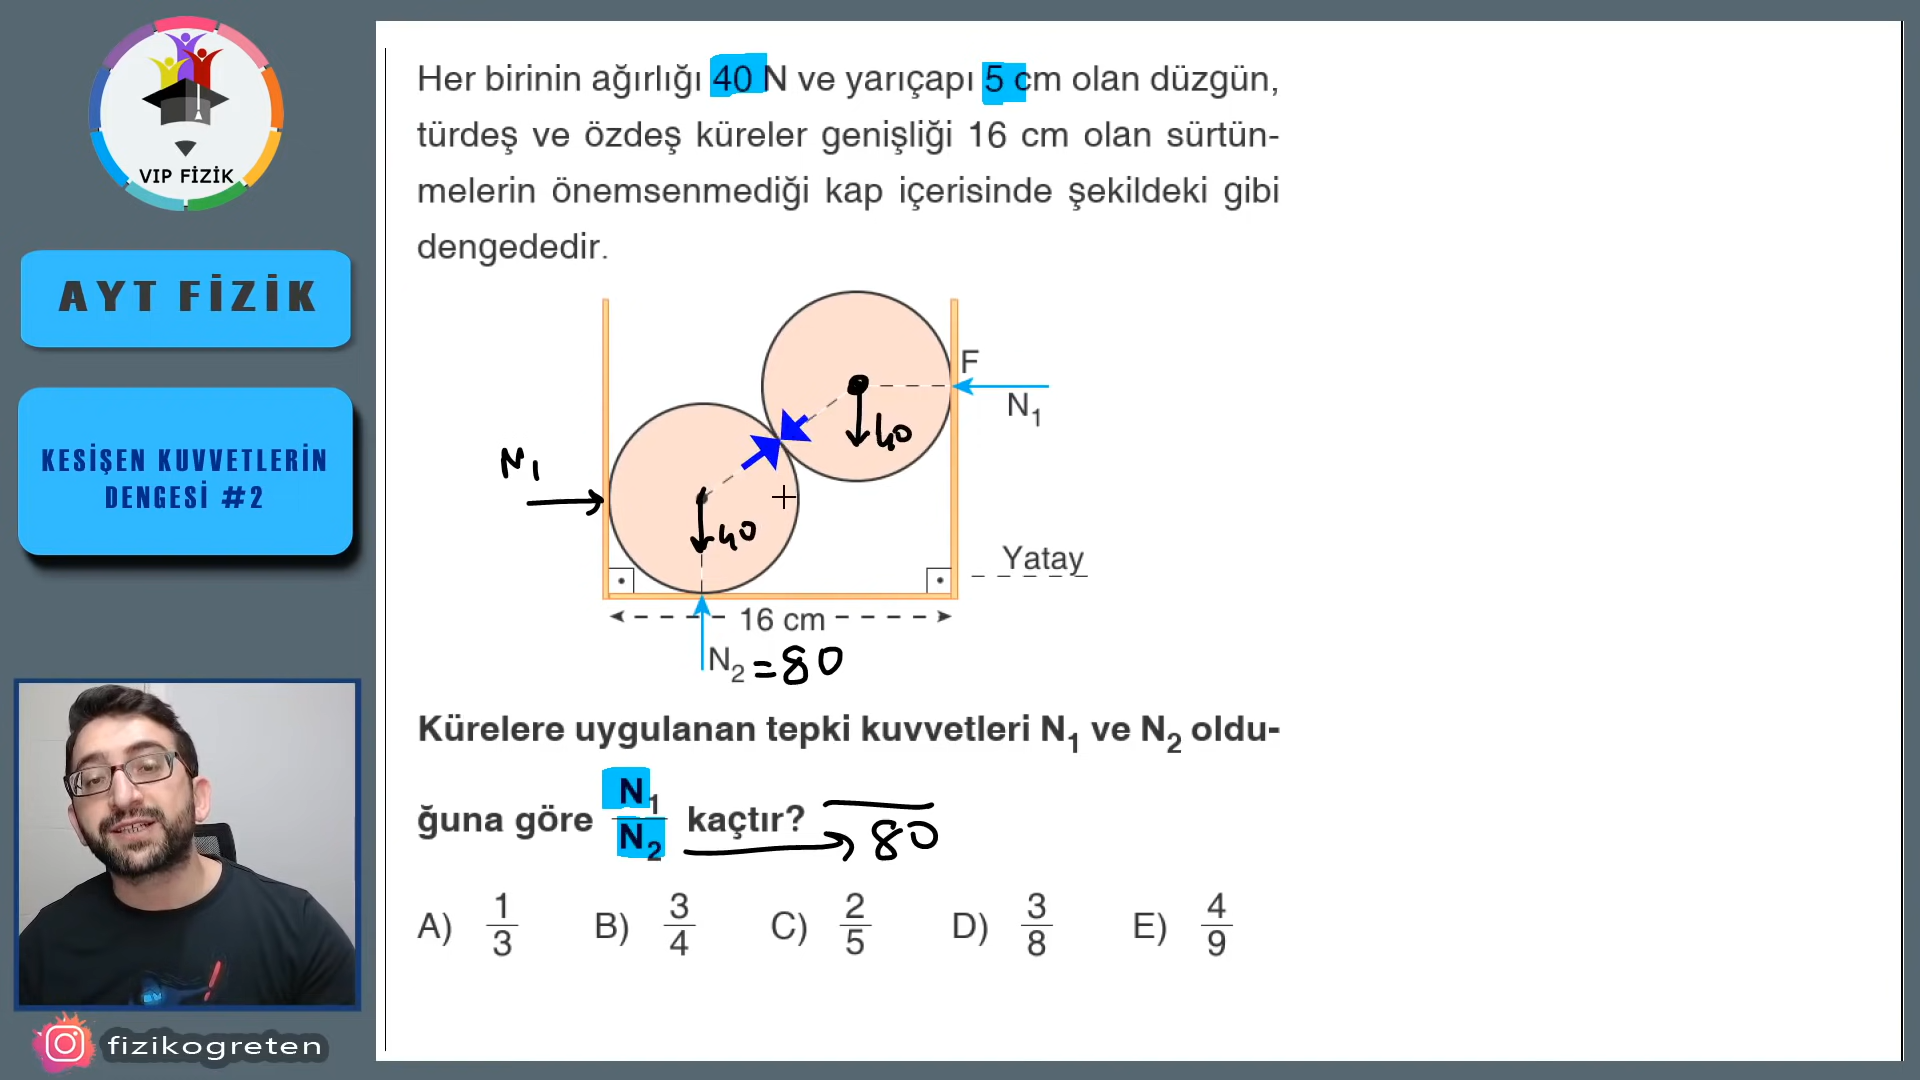 VIP FİZİK
AYT FİZİK
KESİŞEN KUVVETLERİN
DENGESİ #2
fizikogreten
Her birinin ağırlığı 40 N ve yarıçapı 5 cm olan düzgün,
türdeş ve özdeş küreler genişliği 16 cm olan sürtün-
melerin önemsenmediği kap içerisinde şekildeki gibi
dengededir.
F
N1
40
N1
40
Yatay
16 cm
N2 = 80
Kürelere uygulanan tepki kuvvetleri N1 ve N2 oldu-
ğuna göre N1/N2 kaçtır?
80
A) 1/3 B) 3/4 C) 2/5 D) 3/8 E) 4/9